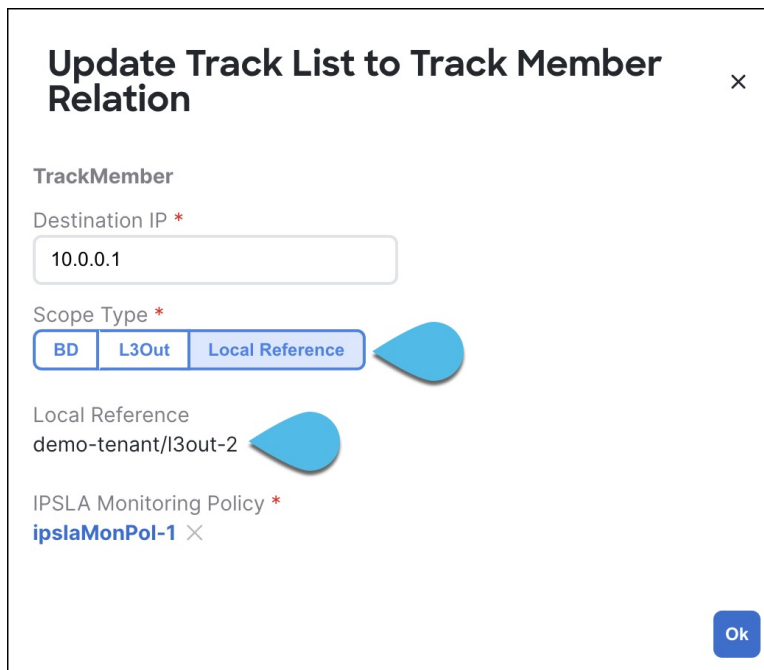 Update Track List to Track Member
Relation
TrackMember
Destination IP *
10.0.0.1
Scope Type *
BD L3Out Local Reference
Local Reference
demo-tenant/l3out-2
IPSLA Monitoring Policy *
ipslaMonPol-1
Ok